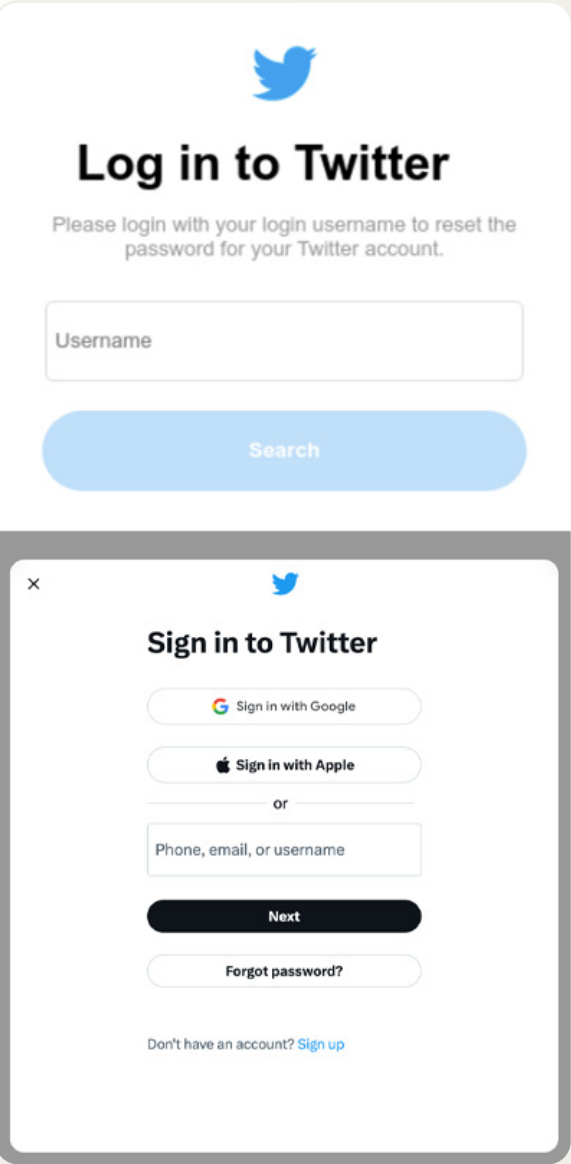 Log in to Twitter
Please login with your login username to reset the
password for your Twitter account.
Username
Search
Sign in to Twitter
Sign in with Google
Sign in with Apple
or
Phone, email, or username
Next
Forgot password?
Don't have an account? Sign up